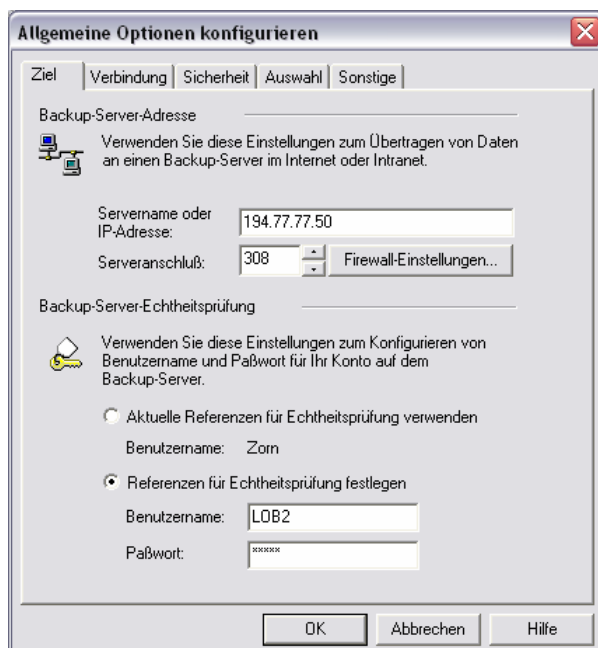 Allgemeine Optionen konfigurieren
Ziel
Verbindung
Sicherheit
Auswahl
Sonstige
Backup-Server-Adresse
Verwenden Sie diese Einstellungen zum Übertragen von Daten
an einen Backup-Server im Internet oder Intranet.
Servername oder
IP-Adresse:
194.77.77.50
Serveranschluß:
308
Firewall-Einstellungen...
Backup-Server-Echtheitsprüfung
Verwenden Sie diese Einstellungen zum Konfigurieren von
Benutzername und Paßwort für Ihr Konto auf dem
Backup-Server.
Aktuelle Referenzen für Echtheitsprüfung verwenden
Benutzername: Zorn
Referenzen für Echtheitsprüfung festlegen
Benutzername: LOB2
Paßwort: *****
OK
Abbrechen
Hilfe